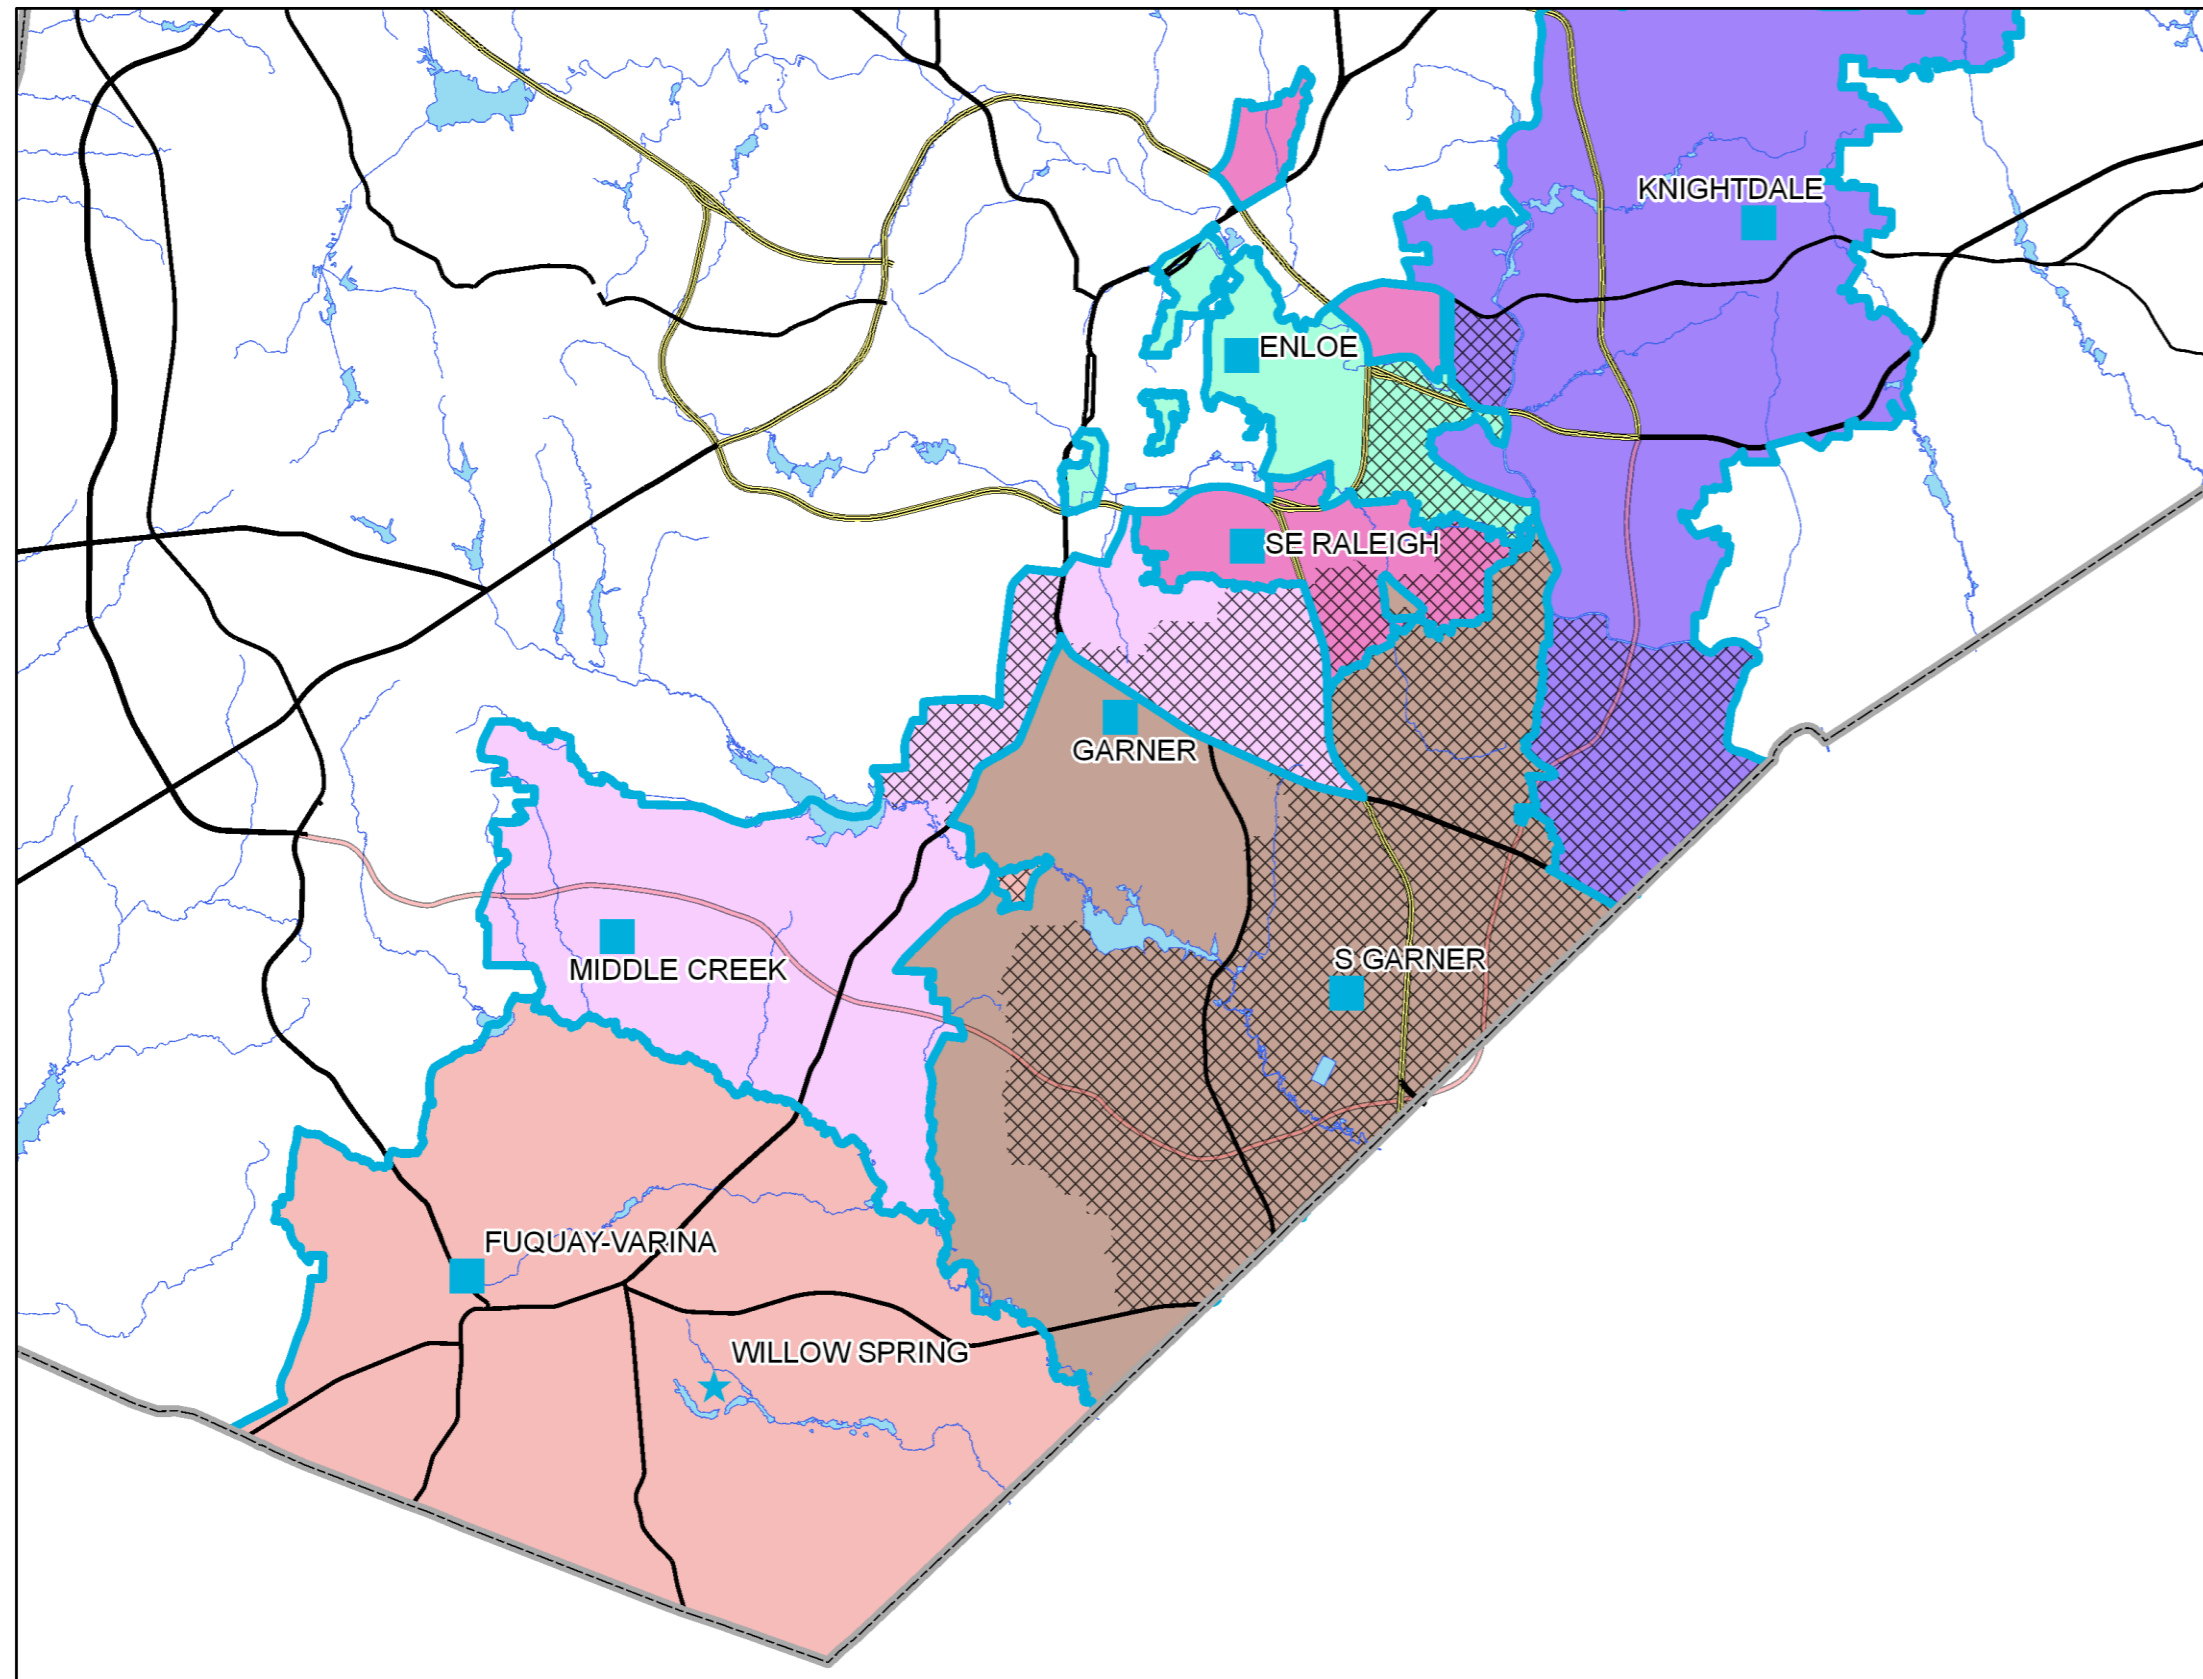 KNIGHTDALE
ENLOE
SE RALEIGH
GARNER
S GARNER
MIDDLE CREEK
FUQUAY-VARINA
WILLOW SPRING